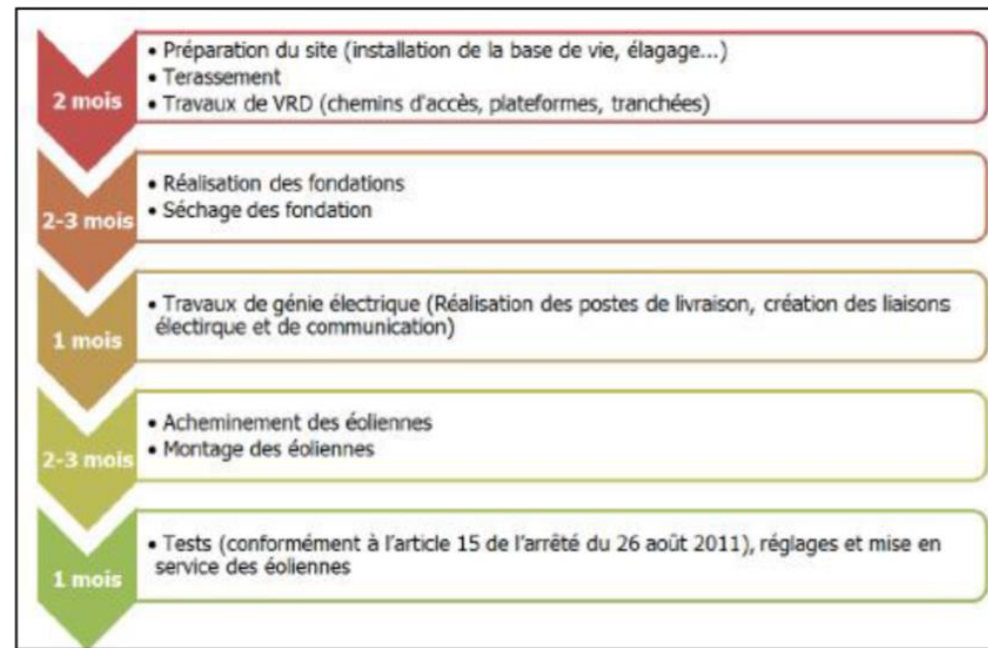 2 mois
• Préparation du site (installation de la base de vie, élagage...)
• Terassement
• Travaux de VRD (chemins d'accès, plateformes, tranchées)
2-3 mois
• Réalisation des fondations
• Séchage des fondation
1 mois
• Travaux de génie électrique (Réalisation des postes de livraison, création des liaisons
électirque et de communication)
2-3 mois
• Acheminement des éoliennes
• Montage des éoliennes
1 mois
• Tests (conformément à l'article 15 de l'arrêté du 26 août 2011), réglages et mise en
service des éoliennes